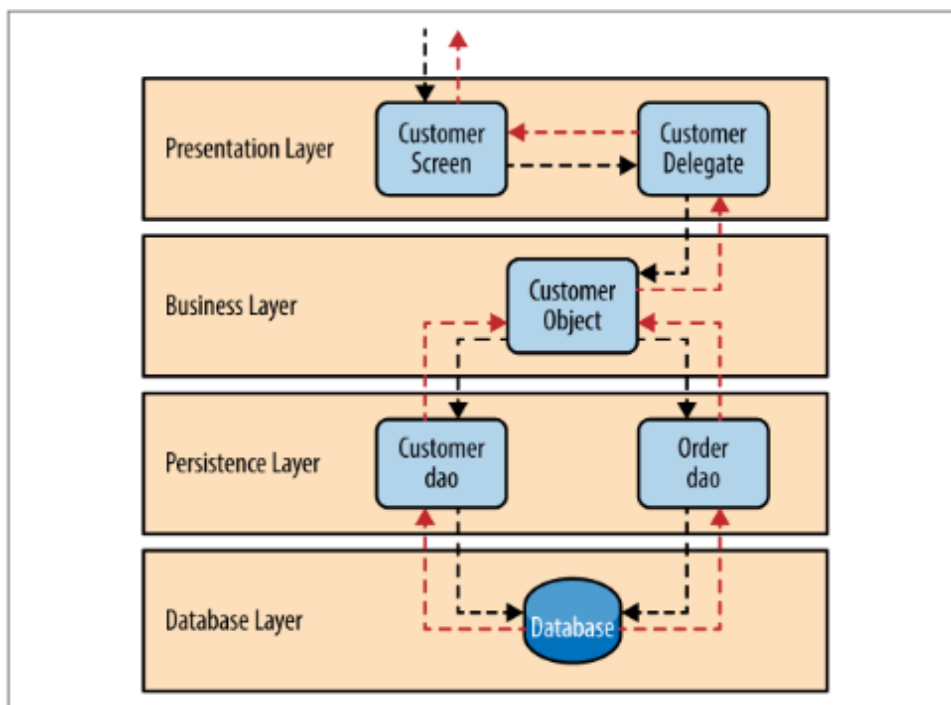 Presentation Layer
Customer
Screen
Customer
Delegate
Business Layer
Customer
Object
Persistence Layer
Customer
dao
Order
dao
Database Layer
Database